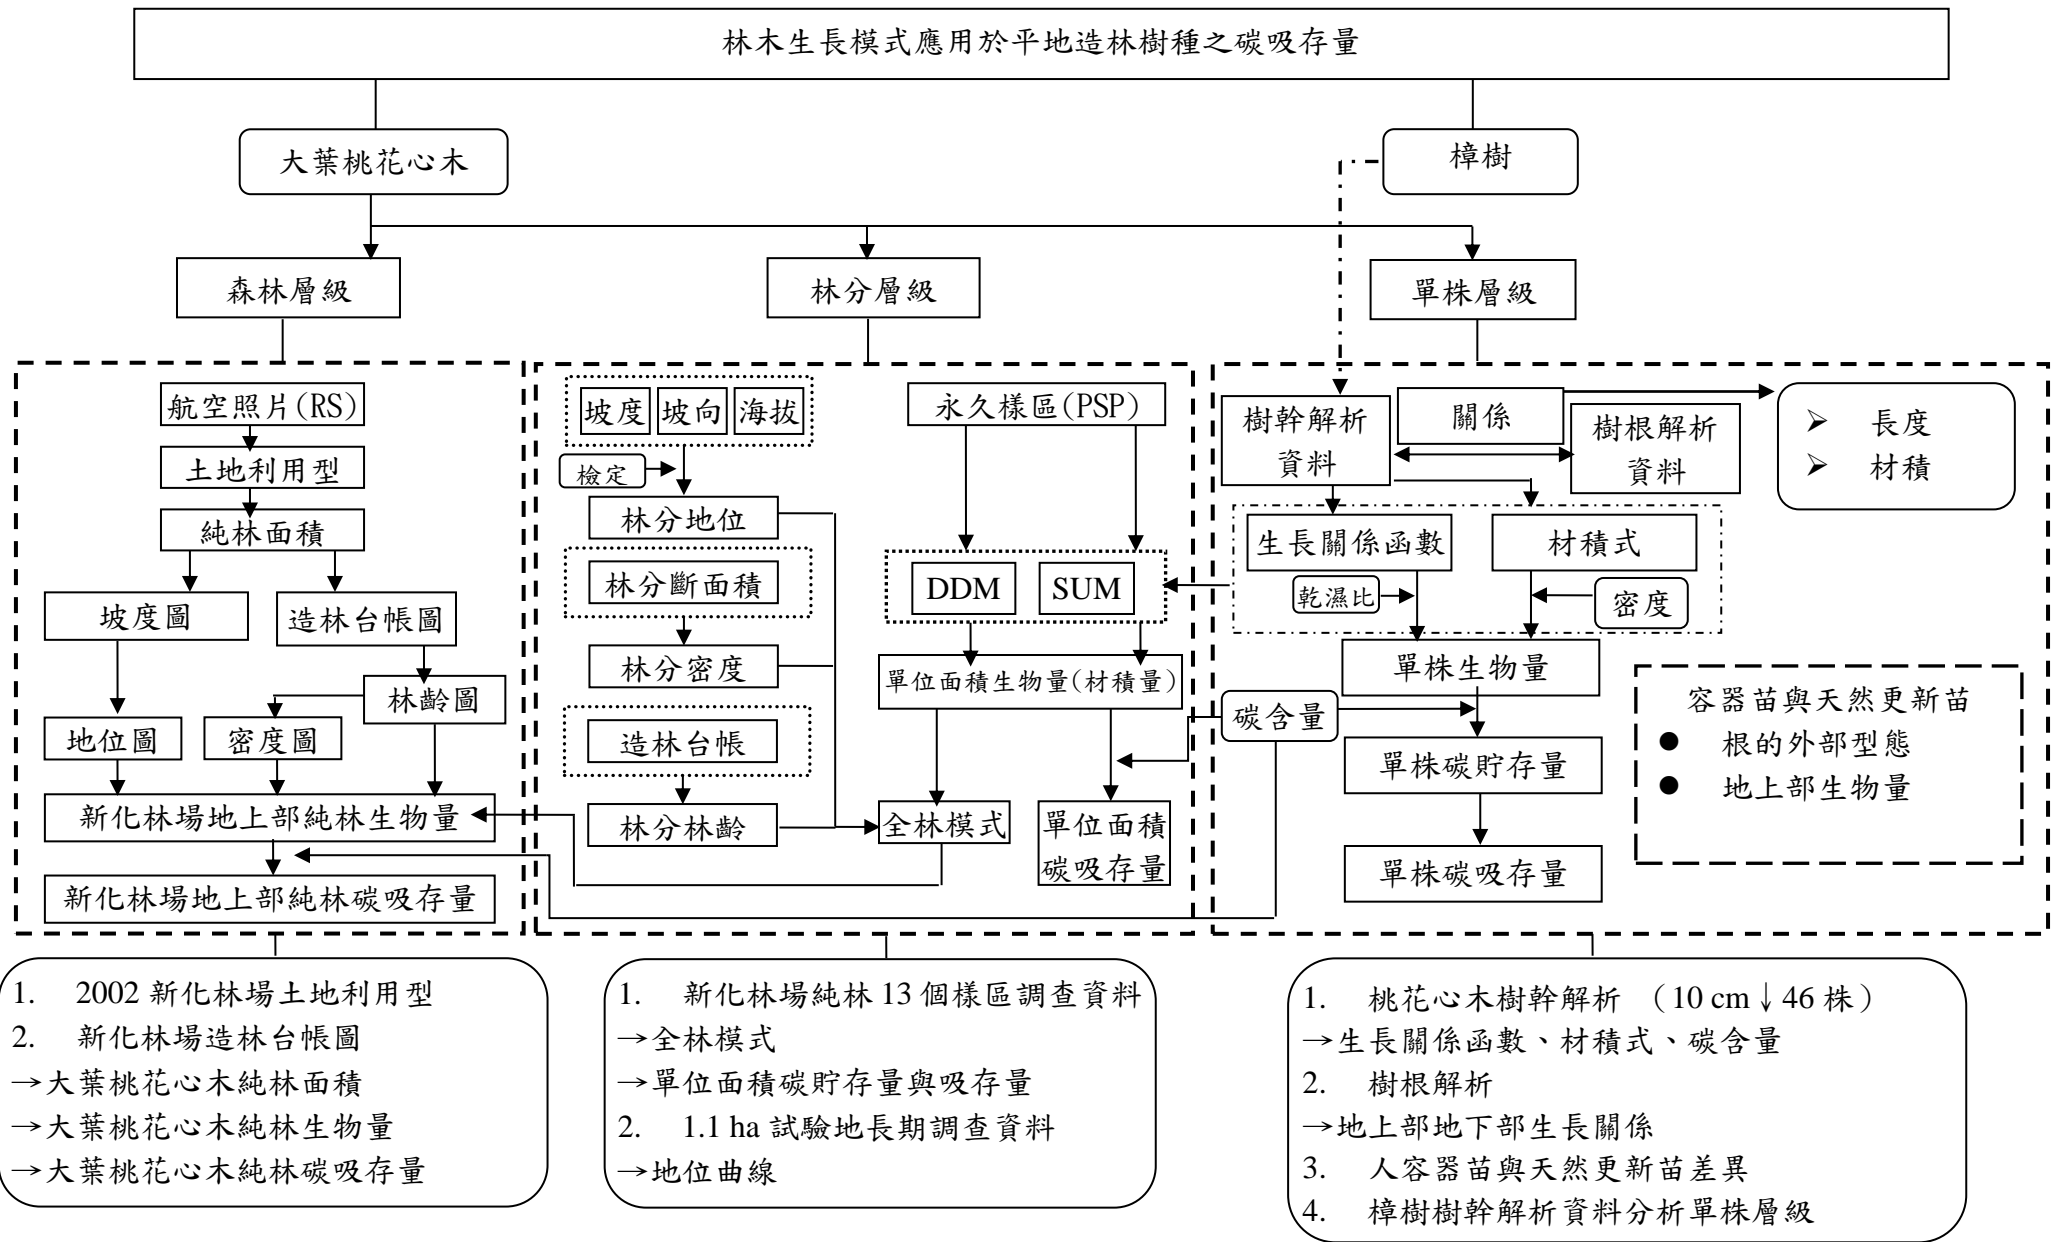 林木生長模式應用於平地造林樹種之碳吸存量
大葉桃花心木
樟樹
森林層級
林分層級
單株層級
航空照片(RS)
土地利用型
純林面積
坡度圖
造林台帳圖
林齡圖
地位圖
密度圖
新化林場地上部純林生物量
新化林場地上部純林碳吸存量
坡度
坡向
海拔
檢定
林分地位
林分斷面積
林分密度
造林台帳
林分林齡
永久樣區(PSP)
DDM
SUM
單位面積生物量(材積量)
全林模式
單位面積
碳吸存量
樹幹解析
資料
關係
樹根解析
資料
➢ 長度
➢ 材積
生長關係函數
材積式
乾濕比
密度
單株生物量
碳含量
單株碳貯存量
單株碳吸存量
容器苗與天然更新苗
● 根的外部型態
● 地上部生物量
1. 2002 新化林場土地利用型
2. 新化林場造林台帳圖
→大葉桃花心木純林面積
→大葉桃花心木純林生物量
→大葉桃花心木純林碳吸存量
1. 新化林場純林 13 個樣區調查資料
→全林模式
→單位面積碳貯存量與吸存量
2. 1.1 ha 試驗地長期調查資料
→地位曲線
1. 桃花心木樹幹解析 （10 cm↓46 株）
→生長關係函數、材積式、碳含量
2. 樹根解析
→地上部地下部生長關係
3. 人容器苗與天然更新苗差異
4. 樟樹樹幹解析資料分析單株層級